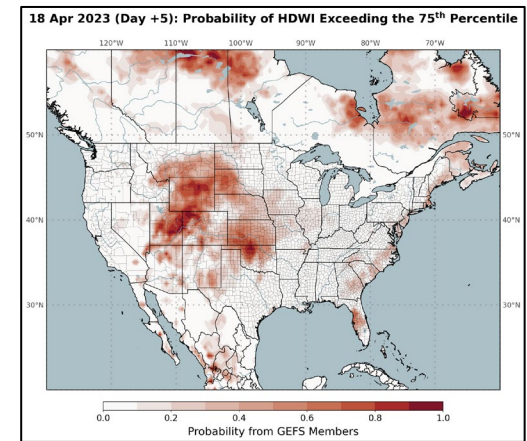 18 Apr 2023 (Day +5): Probability of HDWI Exceeding the 75th Percentile
120°W 110°W 100°W 90°W 80°W 70°W
50°N 50°N
40°N 40°N
30°N 30°N
0.0 0.2 0.4 0.6 0.8 1.0
Probability from GEFS Members